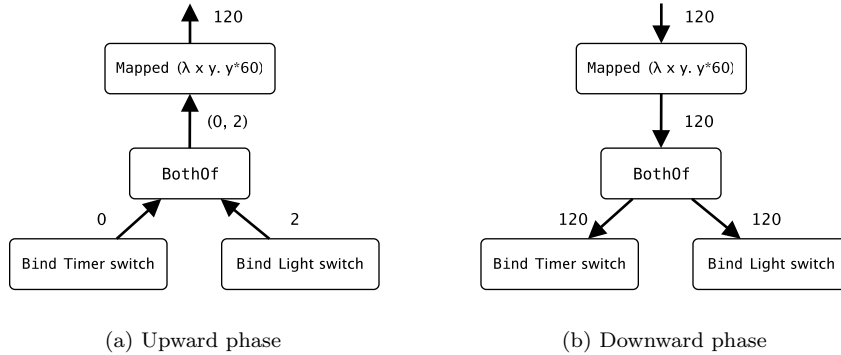 120
Mapped (λ x y. y*60)
(0, 2)
BothOf
0
2
Bind Timer switch
Bind Light switch
(a) Upward phase
120
Mapped (λ x y. y*60)
120
BothOf
120
120
Bind Timer switch
Bind Light switch
(b) Downward phase